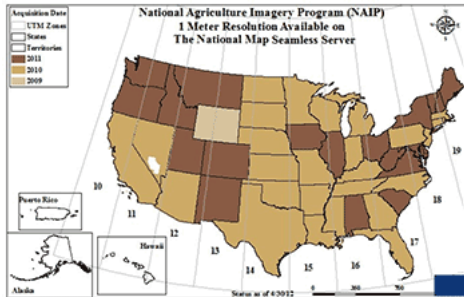 National Agriculture Imagery Program (NAIP)
1 Meter Resolution Available on
The National Map Seamless Server
Acquisition Date
UTM Zones
States
Territories
2011
2010
2009
10
11
12
13
14
15
16
17
18
19
Puerto Rico
Alaska
Hawaii
Status as of 4/2012